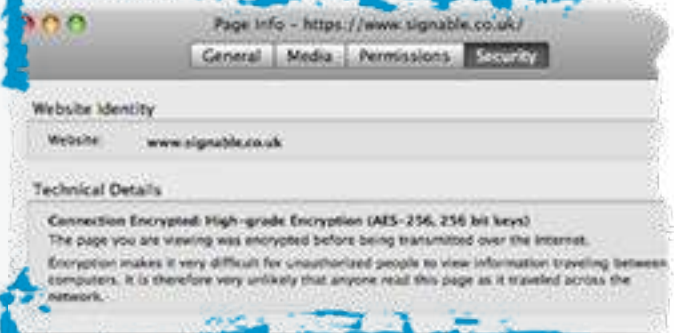 Page Info - https://www.signable.co.uk/
General Media Permissions Security
Website Identity
Website: www.signable.co.uk
Technical Details
Connection Encrypted: High-grade Encryption (AES-256, 256 bit keys)
The page you are viewing was encrypted before being transmitted over the Internet.
Encryption makes it very difficult for unauthorized people to view information traveling between
computers. It is therefore very unlikely that anyone read this page as it traveled across the
network.